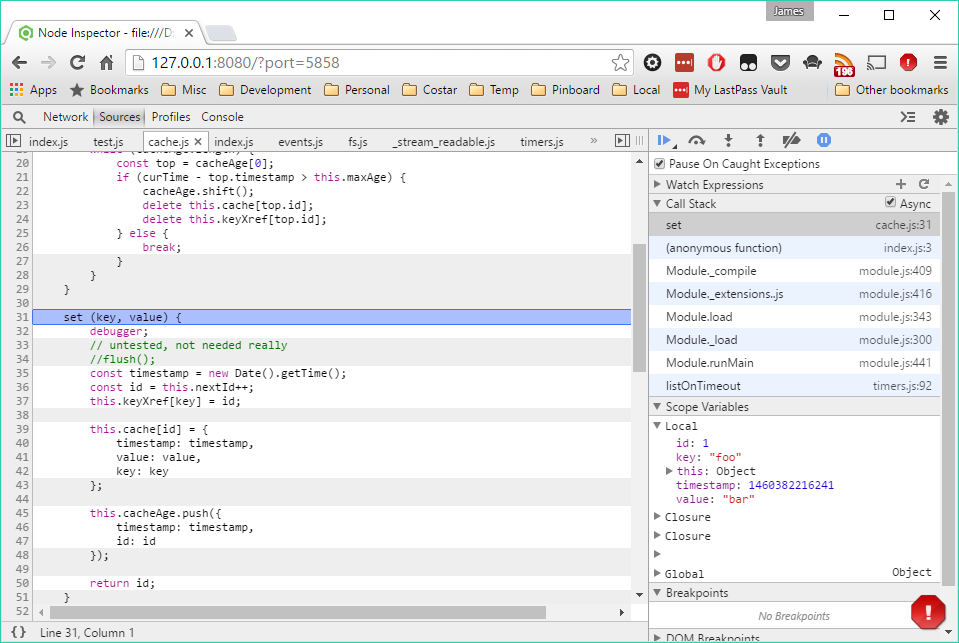 James
Node Inspector - file:///D:
127.0.0.1:8080/?port=5858
196
Apps Bookmarks Misc Development Personal Costar Temp Pinboard Local My LastPass Vault Other bookmarks
Network Sources Profiles Console
index.js test.js cache.js × index.js events.js fs.js _stream_readable.js timers.js »
20 const top = cacheAge[0];
21 if (curTime - top.timestamp > this.maxAge) {
22 cacheAge.shift();
23 delete this.cache[top.id];
24 delete this.keyXref[top.id];
25 } else {
26 break;
27 }
28 }
29 }
30
31 set (key, value) {
32 debugger;
33 // untested, not needed really
34 //flush();
35 const timestamp = new Date().getTime();
36 const id = this.nextId++;
37 this.keyXref[key] = id;
38
39 this.cache[id] = {
40 timestamp: timestamp,
41 value: value,
42 key: key
43 };
44
45 this.cacheAge.push({
46 timestamp: timestamp,
47 id: id
48 });
49
50 return id;
51 }
52
{} Line 31, Column 1
Pause On Caught Exceptions
Watch Expressions
Call Stack Async
set cache.js:31
(anonymous function) index.js:3
Module._compile module.js:409
Module._extensions..js module.js:416
Module.load module.js:343
Module._load module.js:300
Module.runMain module.js:441
listOnTimeout timers.js:92
Scope Variables
Local
id: 1
key: "foo"
this: Object
timestamp: 1460382216241
value: "bar"
Closure
Closure
Global Object
Breakpoints
No Breakpoints
DOM Breakpoints